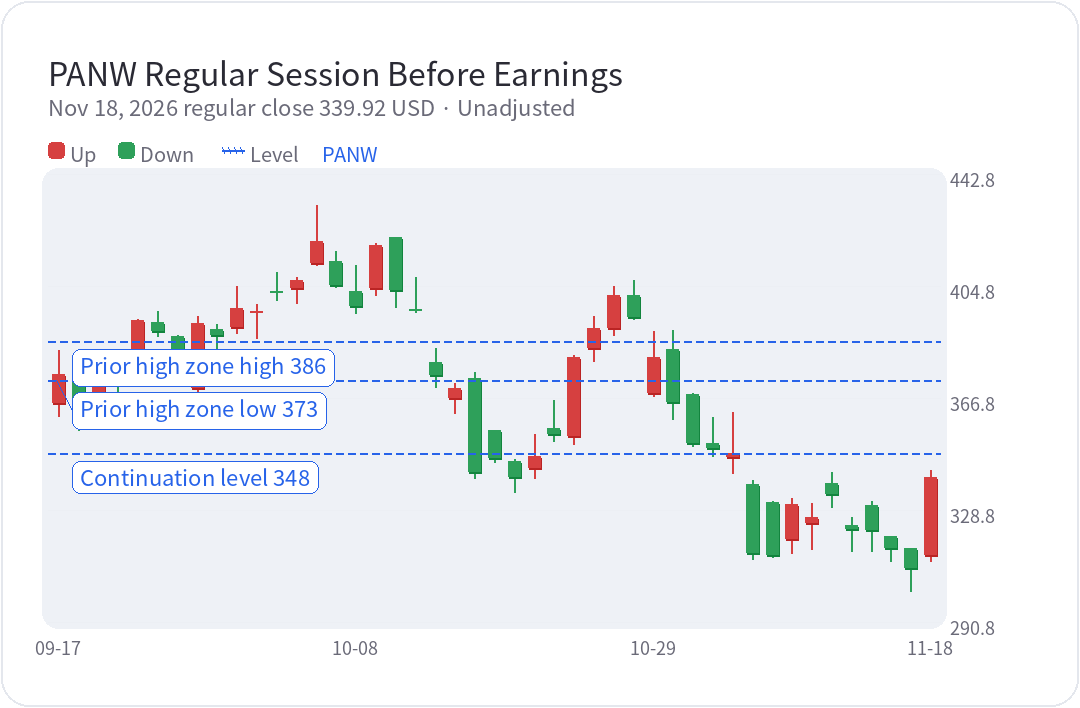 PANW Regular Session Before Earnings
Nov 18, 2026 regular close 339.92 USD · Unadjusted
Up Down Level PANW
442.8
404.8
Prior high zone high 386
Prior high zone low 373
366.8
Continuation level 348
328.8
290.8
09-17 10-08 10-29 11-18